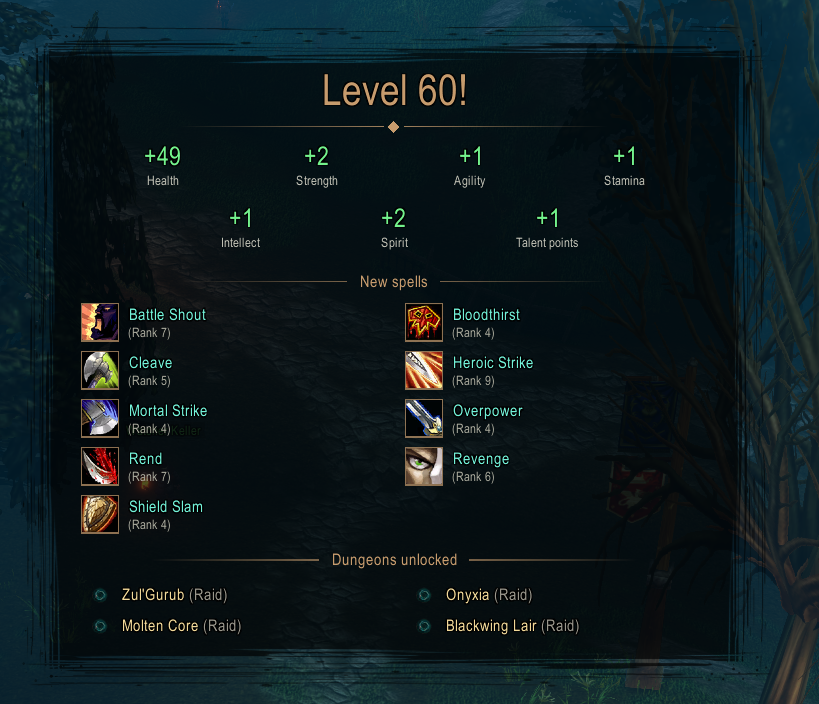 Level 60!
+49 +2 +1 +1
Health Strength Agility Stamina
+1 +2 +1
Intellect Spirit Talent points
New spells
Battle Shout Bloodthirst
(Rank 7) (Rank 4)
Cleave Heroic Strike
(Rank 5) (Rank 9)
Mortal Strike Overpower
(Rank 4) (Rank 4)
Rend Revenge
(Rank 7) (Rank 6)
Shield Slam
(Rank 4)
Dungeons unlocked
Zul'Gurub (Raid) Onyxia (Raid)
Molten Core (Raid) Blackwing Lair (Raid)